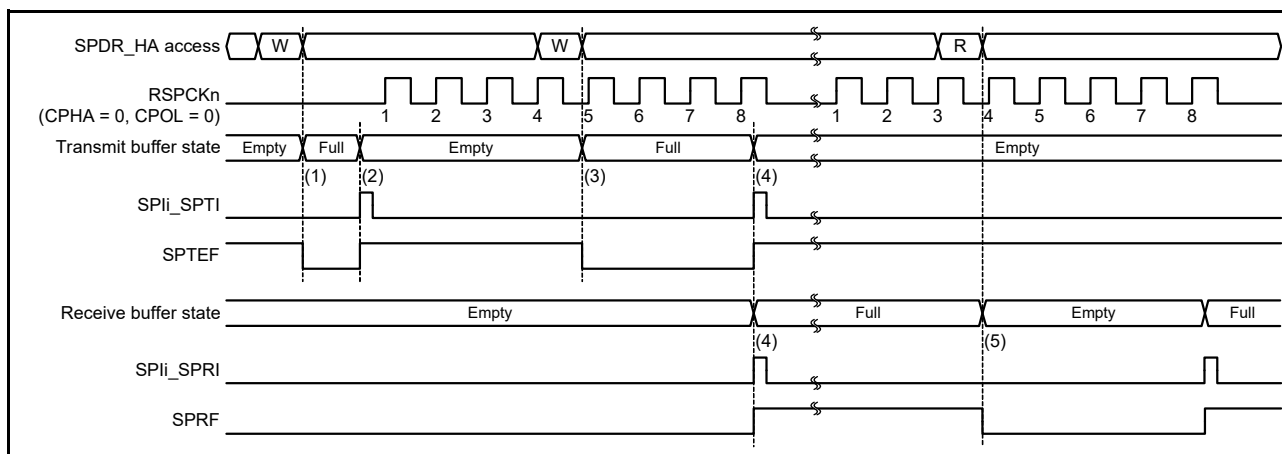 SPDR_HA access W W R
RSPCKn
(CPHA = 0, CPOL = 0)
1 2 3 4 5 6 7 8 1 2 3 4 5 6 7 8
Transmit buffer state Empty Full Empty Full Empty
(1) (2) (3) (4)
SPIi_SPTI
SPTEF
Receive buffer state Empty Full Empty Full
(4) (5)
SPIi_SPRI
SPRF